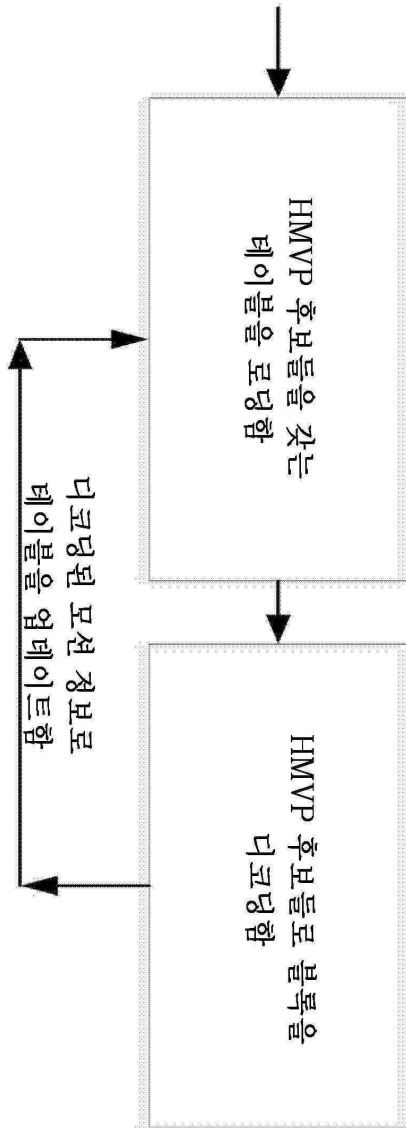 HMVP 후보들을 갖는
테이블을 로딩함
HMVP 후보들로 블록을
디코딩함
디코딩된 모션 정보로
테이블을 업데이트함